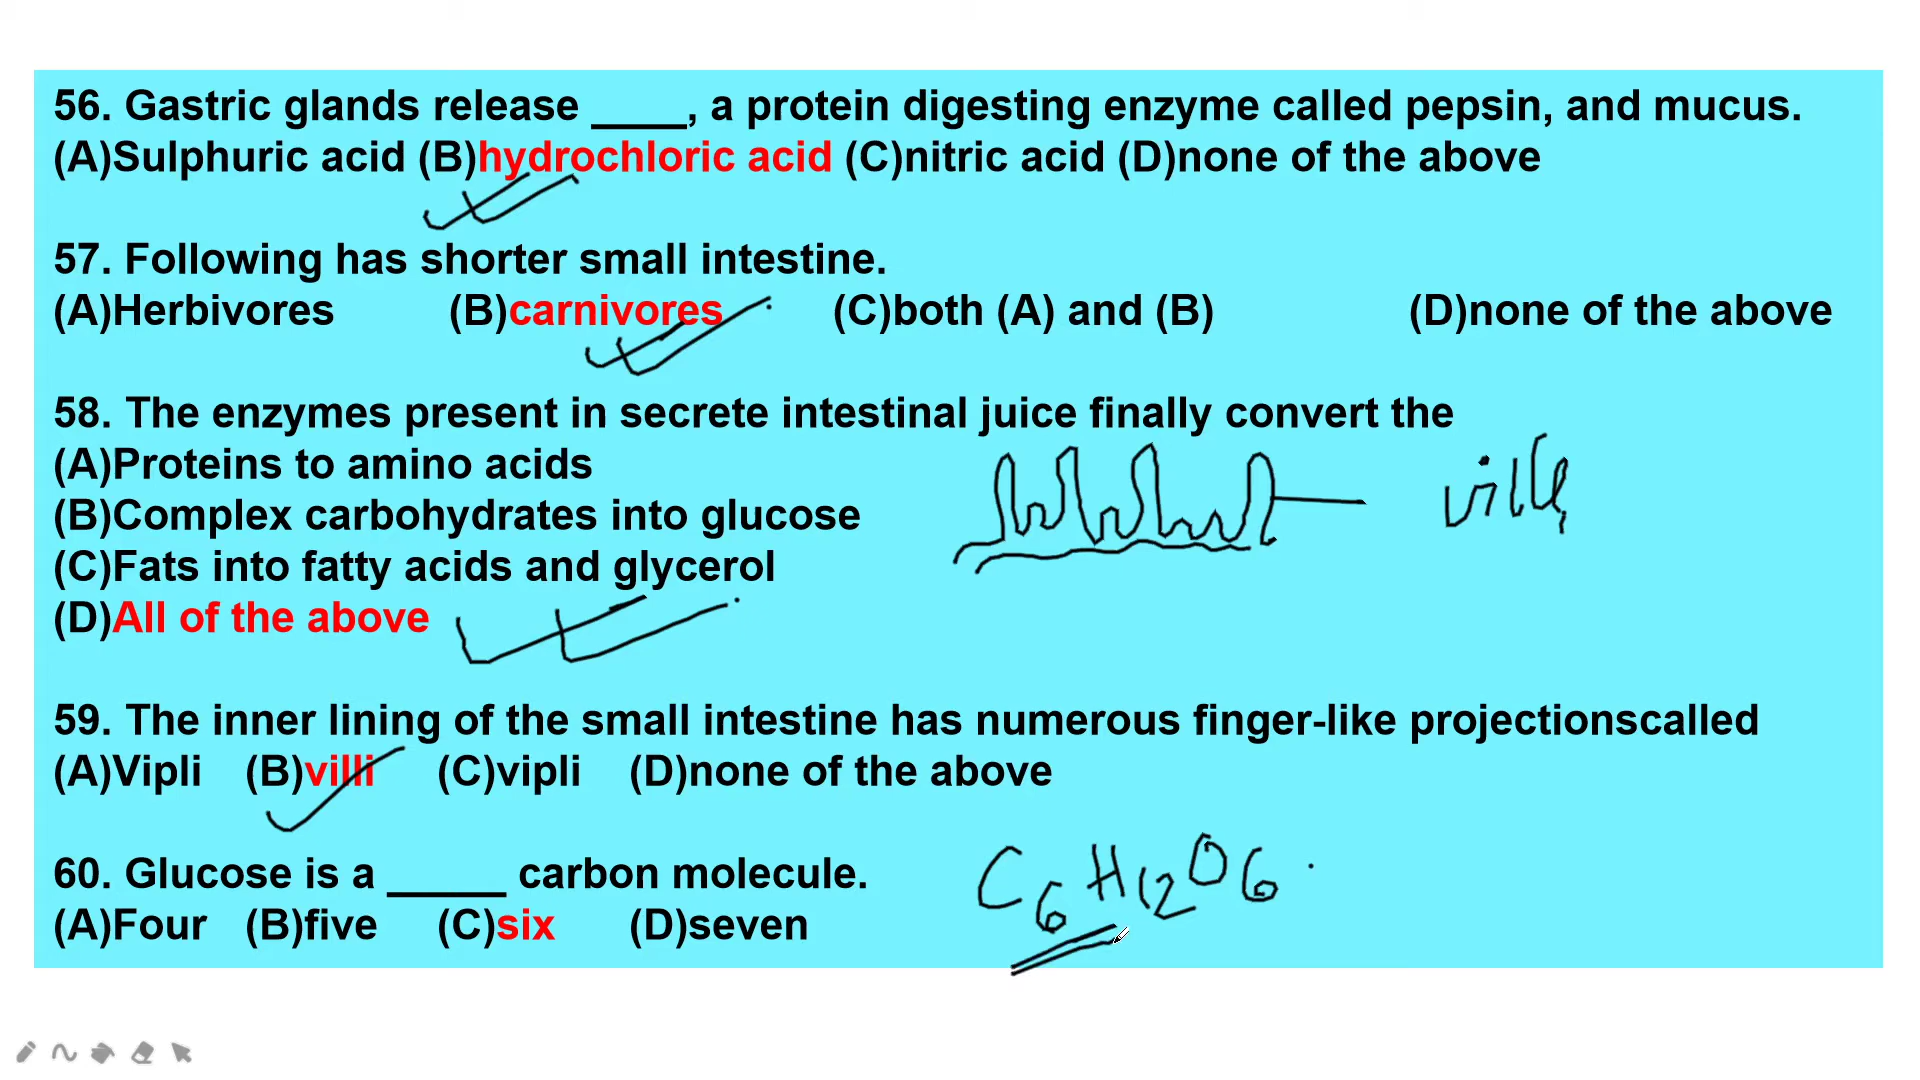 56. Gastric glands release ____, a protein digesting enzyme called pepsin, and mucus.
(A)Sulphuric acid (B)hydrochloric acid (C)nitric acid (D)none of the above
57. Following has shorter small intestine.
(A)Herbivores (B)carnivores (C)both (A) and (B) (D)none of the above
58. The enzymes present in secrete intestinal juice finally convert the
(A)Proteins to amino acids
(B)Complex carbohydrates into glucose
ville
(C)Fats into fatty acids and glycerol
(D)All of the above
59. The inner lining of the small intestine has numerous finger-like projectionscalled
(A)Vipli (B)villi (C)vipli (D)none of the above
60. Glucose is a _____ carbon molecule.
C6H12O6
(A)Four (B)five (C)six (D)seven